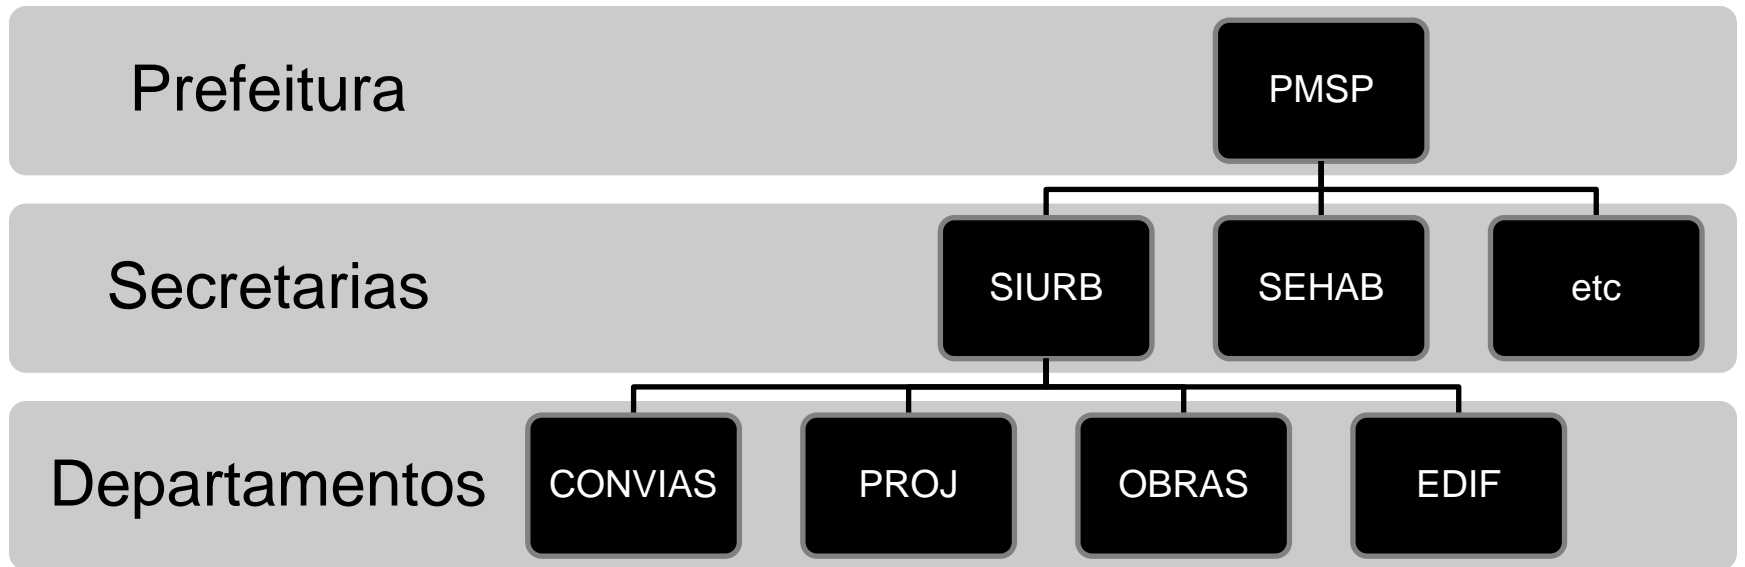 Prefeitura
PMSP
Secretarias
SIURB
SEHAB
etc
Departamentos
CONVIAS
PROJ
OBRAS
EDIF